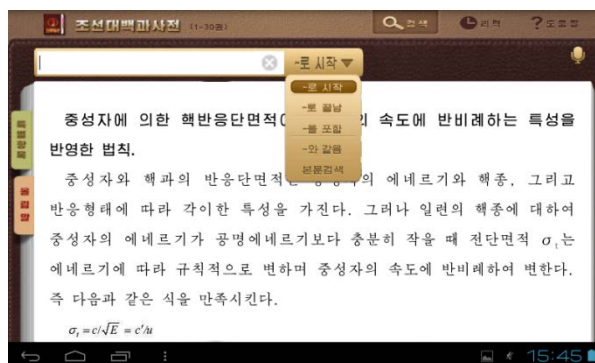 조선대백과사전 (1-30권)
검색
리력
도움말
-로 시작
-로 시작
-로 끝남
-를 포함
-와 같음
본문검색
중성자에 의한 핵반응단면적이 속도에 반비례하는 특성을
반영한 법칙.
중성자와 핵과의 반응단면적은 중성자의 에네르기와 핵종, 그리고
반응형태에 따라 각이한 특성을 가진다. 그러나 일련의 핵종에 대하여
중성자의 에네르기가 공명에네르기보다 충분히 작을 때 전단면적 σₜ는
에네르기에 따라 규칙적으로 변하며 중성자의 속도에 반비례하여 변한다.
즉 다음과 같은 식을 만족시킨다.
σₜ = c/√E = c'/u
15:45